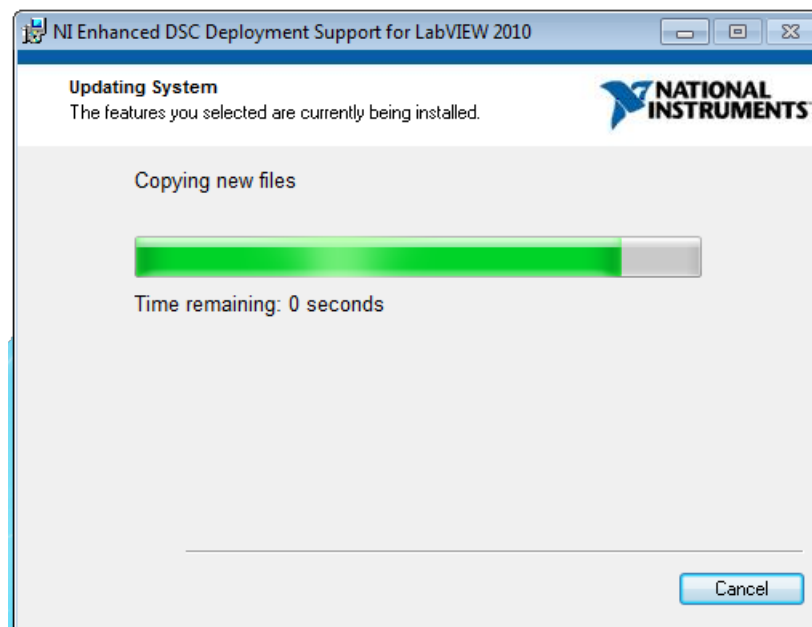 NI Enhanced DSC Deployment Support for LabVIEW 2010
Updating System
The features you selected are currently being installed.
NATIONAL
INSTRUMENTS
Copying new files
Time remaining: 0 seconds
Cancel